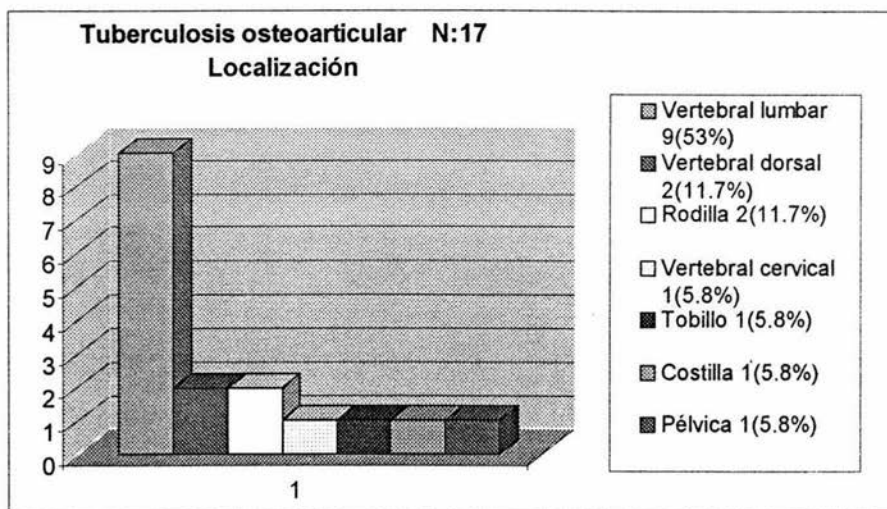 Tuberculosis osteoarticular N:17
Localización
9
8
7
6
5
4
3
2
1
0
1
Vertebral lumbar
9(53%)
Vertebral dorsal
2(11.7%)
Rodilla 2(11.7%)
Vertebral cervical
1(5.8%)
Tobillo 1(5.8%)
Costilla 1(5.8%)
Pélvica 1(5.8%)